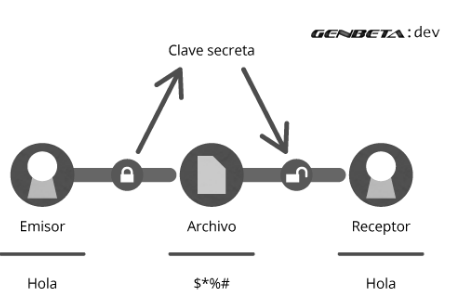 GENBETA:dev
Clave secreta
Emisor
Archivo
Receptor
Hola
$*%#
Hola